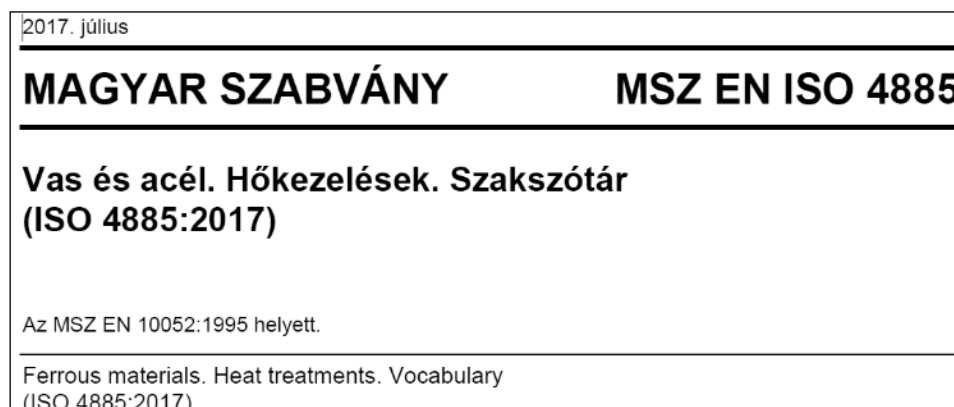 2017. július
MAGYAR SZABVÁNY MSZ EN ISO 4885
Vas és acél. Hőkezelések. Szakszótár
(ISO 4885:2017)
Az MSZ EN 10052:1995 helyett.
Ferrous materials. Heat treatments. Vocabulary
(ISO 4885:2017)